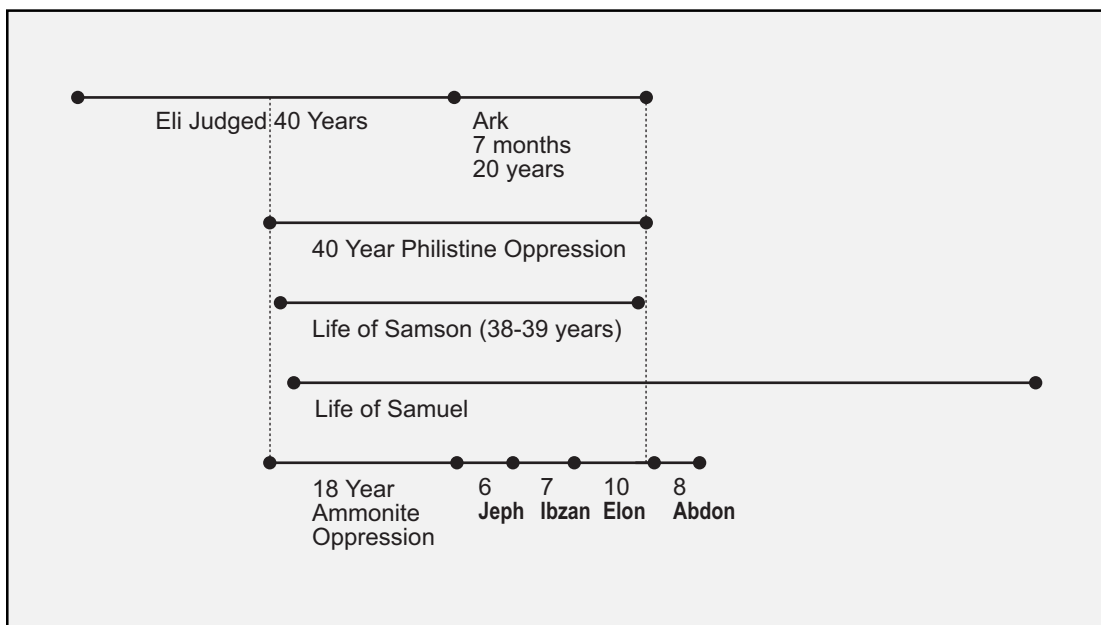 Eli Judged 40 Years
Ark
7 months
20 years
40 Year Philistine Oppression
Life of Samson (38-39 years)
Life of Samuel
18 Year
Ammonite
Oppression
6
Jeph
7
Ibzan
10
Elon
8
Abdon